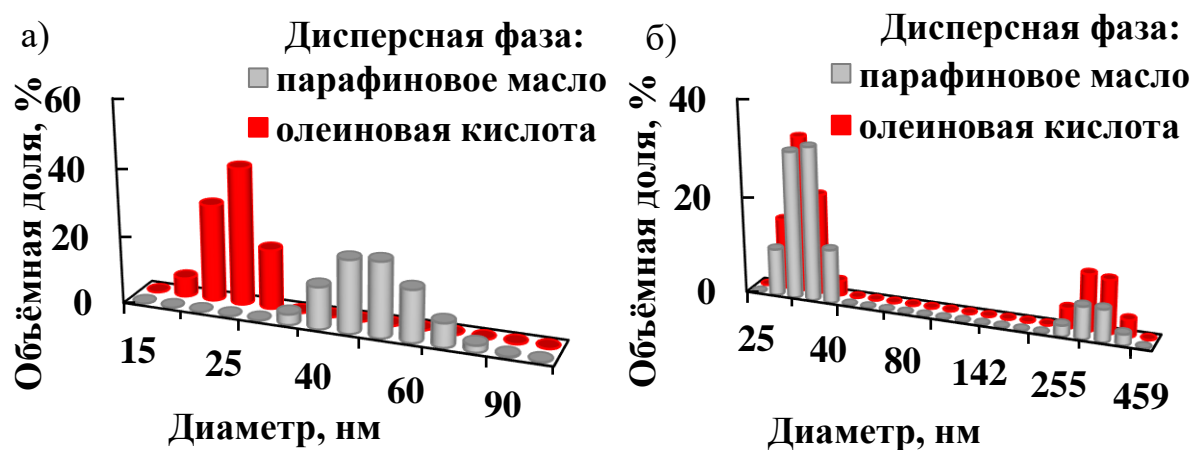 а)
Дисперсная фаза:
парафиновое масло
олеиновая кислота
Объёмная доля, %
60
40
20
0
15
25
40
60
90
Диаметр, нм
б)
Дисперсная фаза:
парафиновое масло
олеиновая кислота
Объёмная доля, %
40
20
0
25
40
80
142
255
459
Диаметр, нм